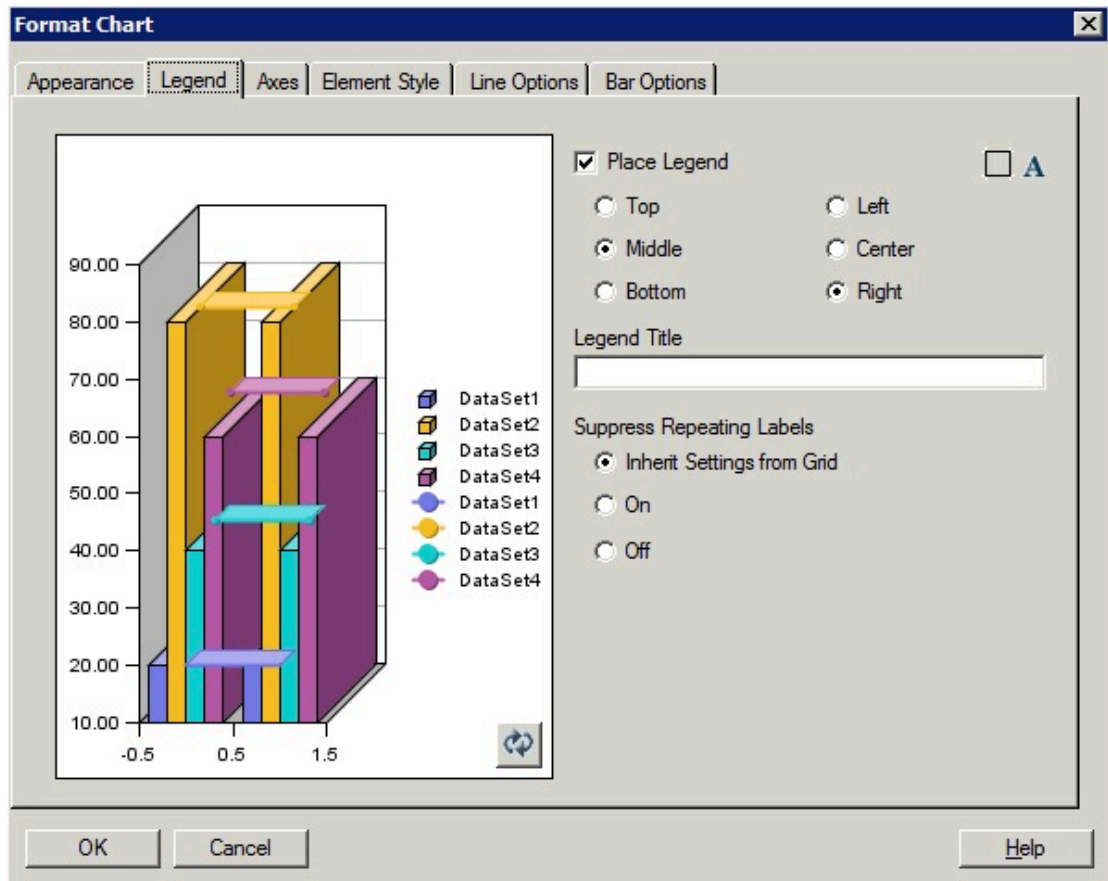 Format Chart
Appearance Legend Axes Element Style Line Options Bar Options
90.00
80.00
70.00
60.00
50.00
40.00
30.00
20.00
10.00
-0.5 0.5 1.5
DataSet1
DataSet2
DataSet3
DataSet4
DataSet1
DataSet2
DataSet3
DataSet4
Place Legend A
Top Left
Middle Center
Bottom Right
Legend Title
Suppress Repeating Labels
Inherit Settings from Grid
On
Off
OK Cancel Help